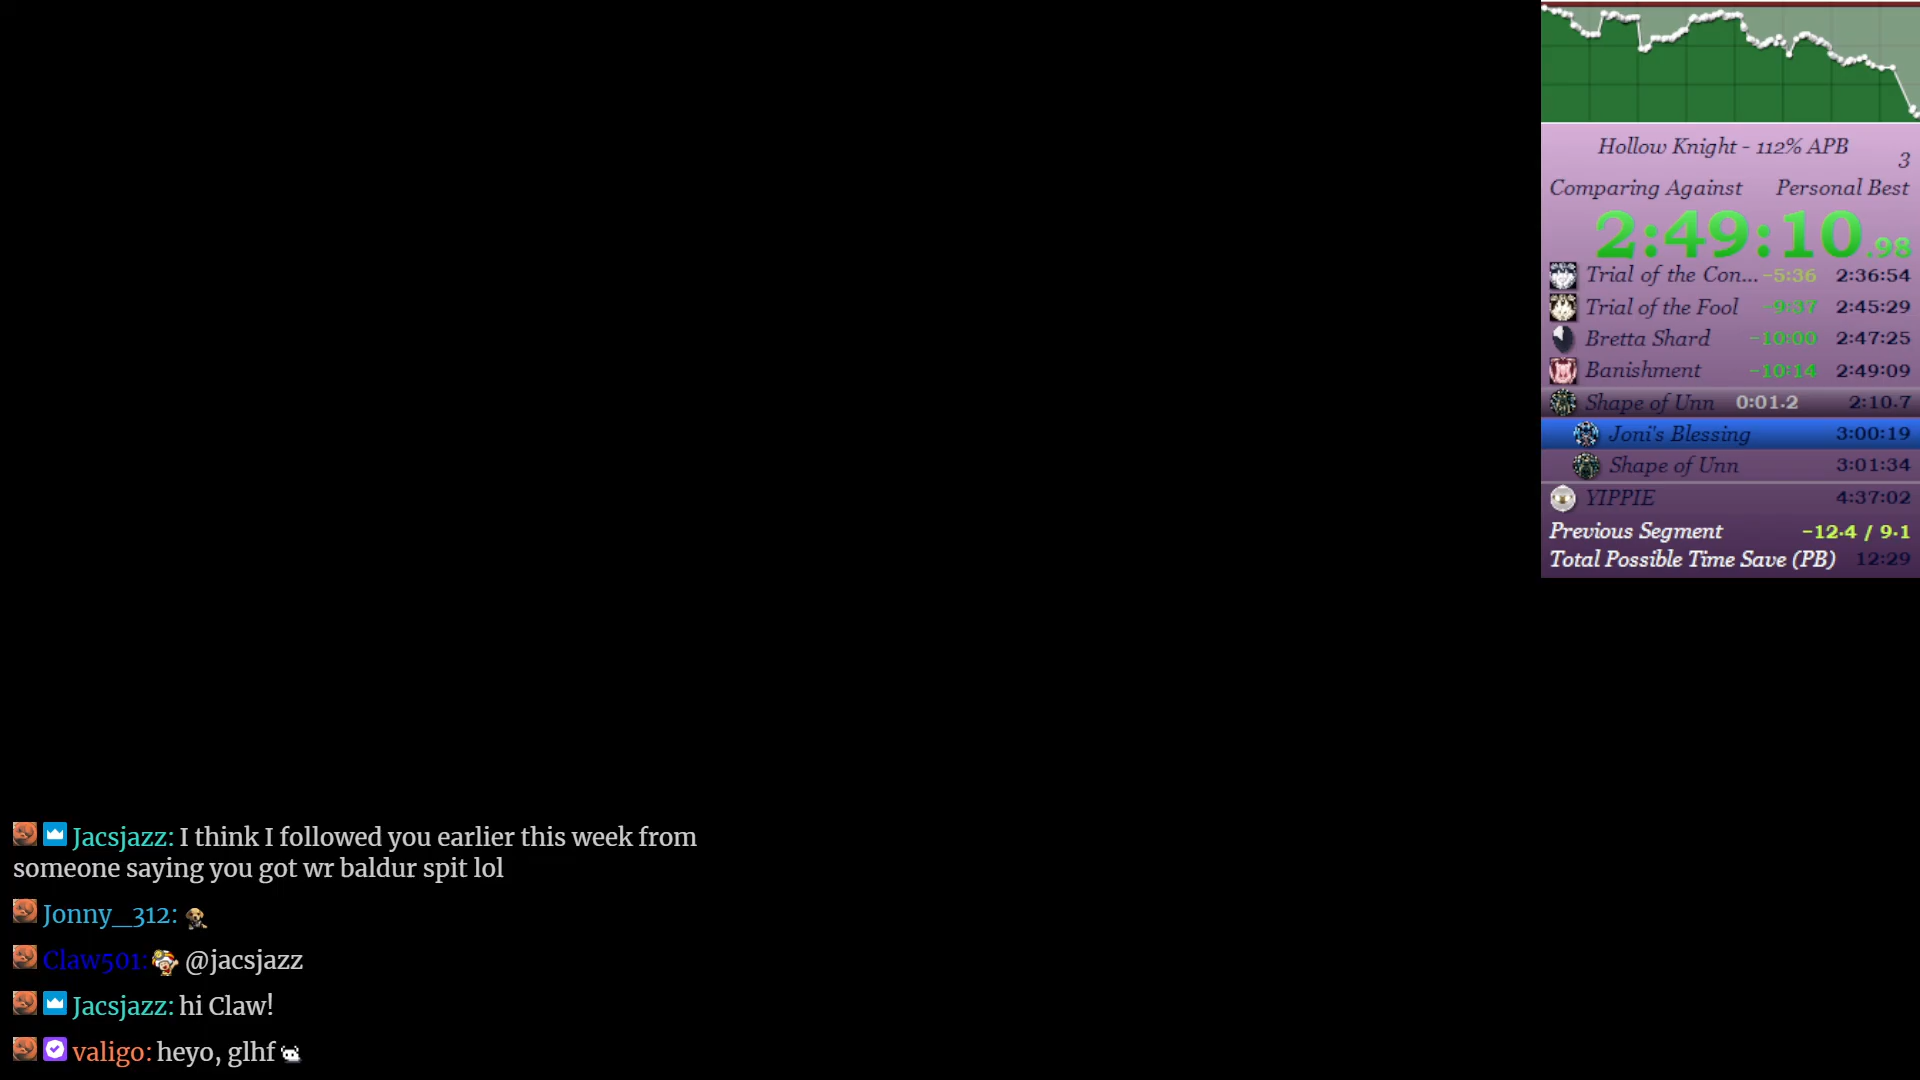 Hollow Knight - 112% APB
3
Comparing Against Personal Best
2:49:10.98
Trial of the Con... -5:36 2:36:54
Trial of the Fool -9:37 2:45:29
Bretta Shard -10:00 2:47:25
Banishment -10:14 2:49:09
Shape of Unn 0:01.2 2:10.7
Joni's Blessing 3:00:19
Shape of Unn 3:01:34
YIPPIE 4:37:02
Previous Segment -12.4 / 9.1
Total Possible Time Save (PB) 12:29
Jacsjazz: I think I followed you earlier this week from
someone saying you got wr baldur spit lol
Jonny_312:
Claw501: @jacsjazz
Jacsjazz: hi Claw!
valigo: heyo, glhf